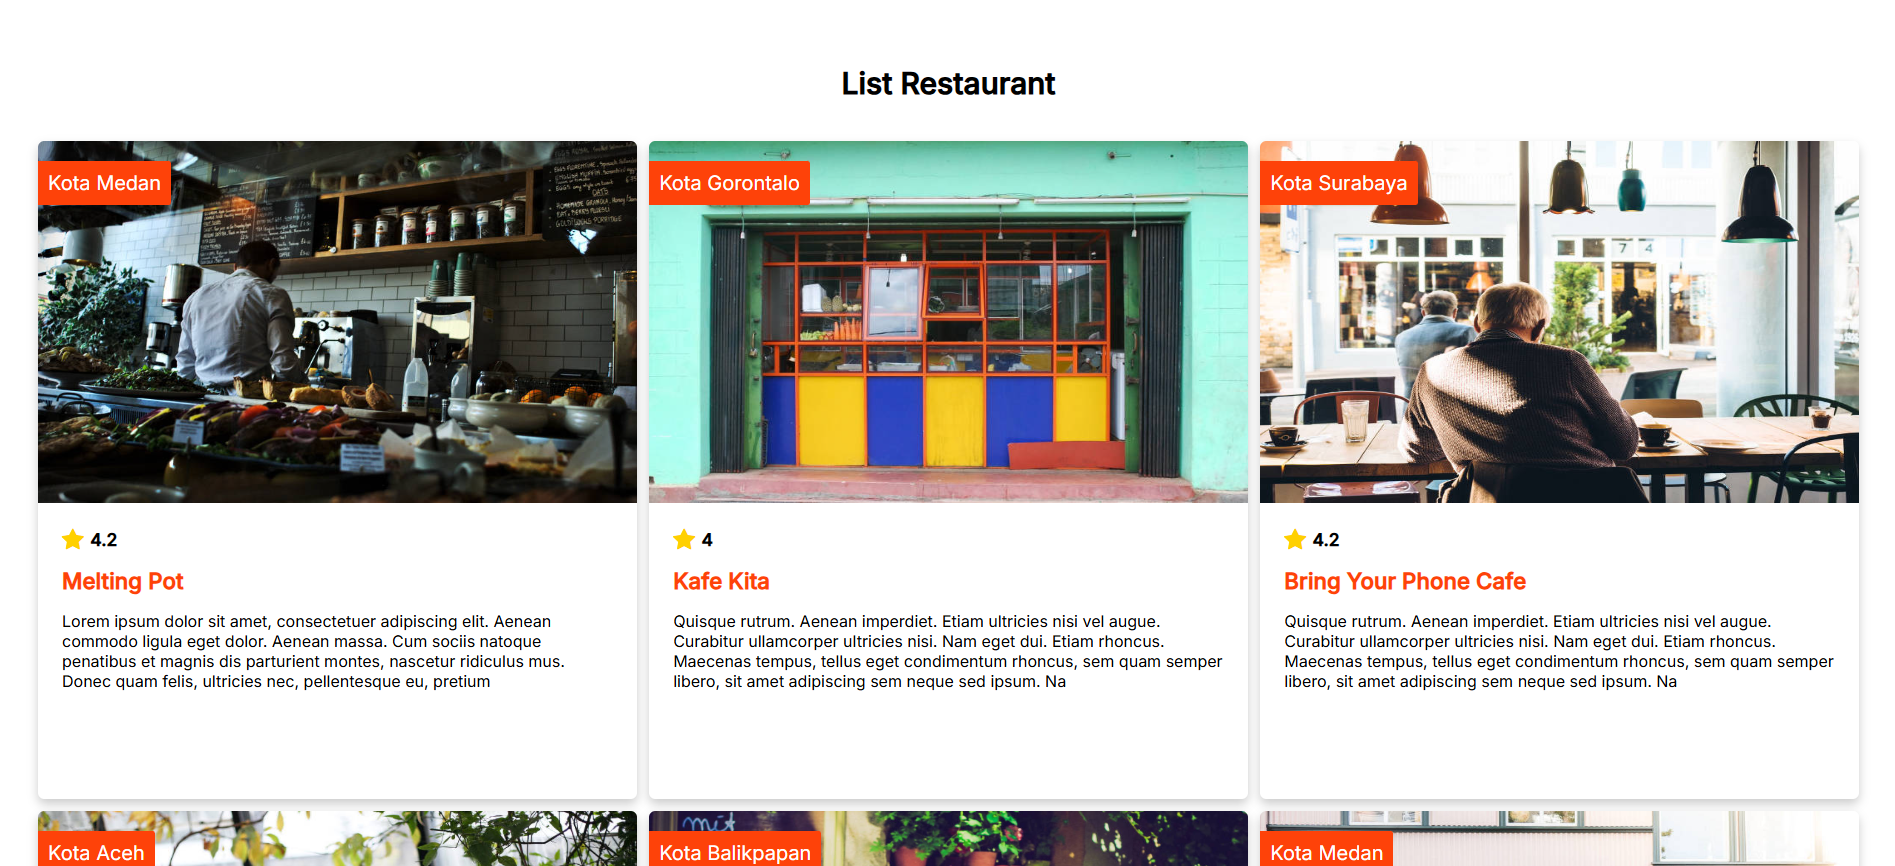 List Restaurant
Kota Medan
Kota Gorontalo
Kota Surabaya
4.2
Melting Pot
Lorem ipsum dolor sit amet, consectetuer adipiscing elit. Aenean
commodo ligula eget dolor. Aenean massa. Cum sociis natoque
penatibus et magnis dis parturient montes, nascetur ridiculus mus.
Donec quam felis, ultricies nec, pellentesque eu, pretium
4
Kafe Kita
Quisque rutrum. Aenean imperdiet. Etiam ultricies nisi vel augue.
Curabitur ullamcorper ultricies nisi. Nam eget dui. Etiam rhoncus.
Maecenas tempus, tellus eget condimentum rhoncus, sem quam semper
libero, sit amet adipiscing sem neque sed ipsum. Na
4.2
Bring Your Phone Cafe
Quisque rutrum. Aenean imperdiet. Etiam ultricies nisi vel augue.
Curabitur ullamcorper ultricies nisi. Nam eget dui. Etiam rhoncus.
Maecenas tempus, tellus eget condimentum rhoncus, sem quam semper
libero, sit amet adipiscing sem neque sed ipsum. Na
Kota Aceh
Kota Balikpapan
Kota Medan